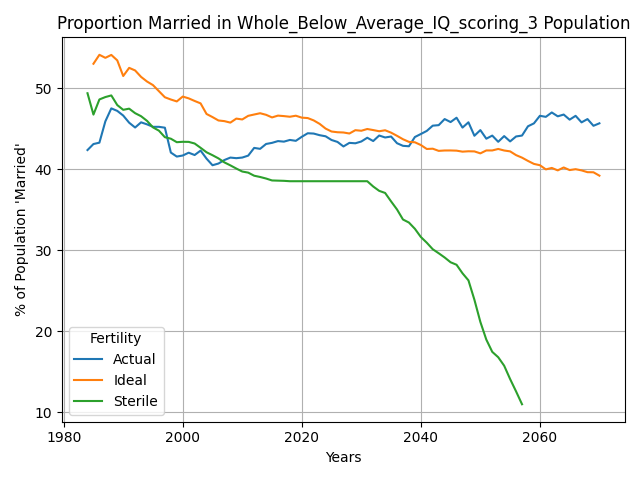 Proportion Married in Whole_Below_Average_IQ_scoring_3 Population
% of Population 'Married'
50
40
30
20
10
Fertility
Actual
Ideal
Sterile
1980
2000
2020
2040
2060
Years